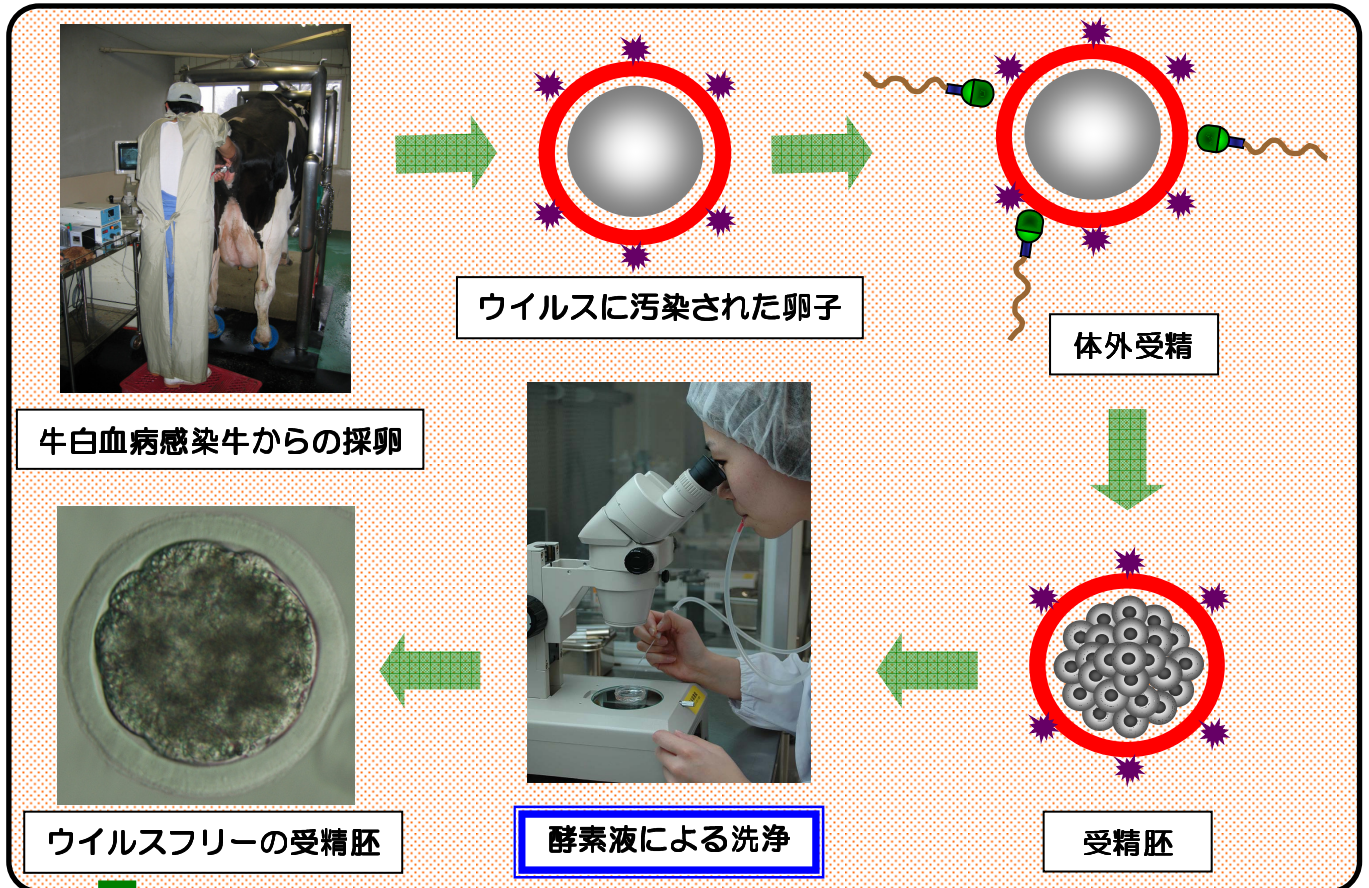 牛白血病感染牛からの採卵
ウイルスに汚染された卵子
体外受精
受精胚
酵素液による洗浄
ウイルスフリーの受精胚